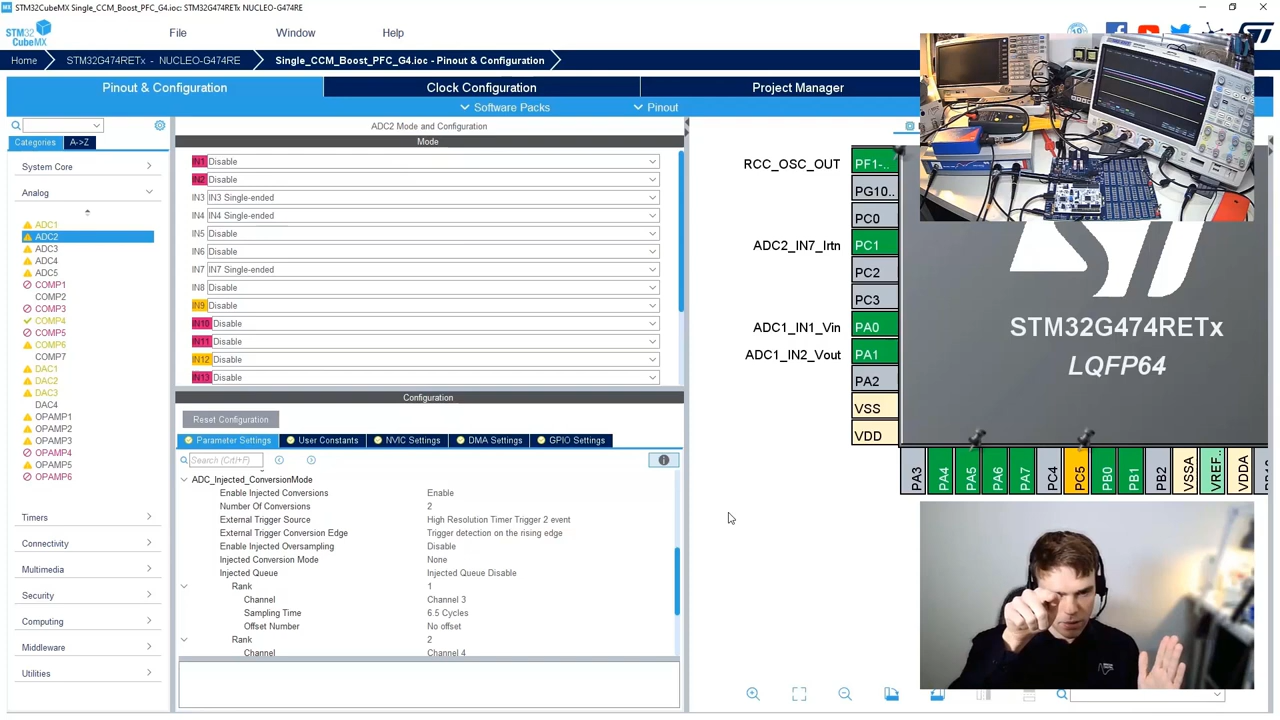 MX STM32CubeMX Single_CCM_Boost_PFC_G4.ioc: STM32G474RETx NUCLEO-G474RE
STM32 CubeMX
File Window Help
Home STM32G474RETx - NUCLEO-G474RE Single_CCM_Boost_PFC_G4.ioc - Pinout & Configuration
Pinout & Configuration Clock Configuration Project Manager
Software Packs Pinout
Categories A->Z
System Core
Analog
ADC1
ADC2
ADC3
ADC4
ADC5
COMP1
COMP2
COMP3
COMP4
COMP5
COMP6
COMP7
DAC1
DAC2
DAC3
DAC4
OPAMP1
OPAMP2
OPAMP3
OPAMP4
OPAMP5
OPAMP6
Timers
Connectivity
Multimedia
Security
Computing
Middleware
Utilities
ADC2 Mode and Configuration
Mode
IN1 Disable
IN2 Disable
IN3 IN3 Single-ended
IN4 IN4 Single-ended
IN5 Disable
IN6 Disable
IN7 IN7 Single-ended
IN8 Disable
IN9 Disable
IN10 Disable
IN11 Disable
IN12 Disable
IN13 Disable
Configuration
Reset Configuration
Parameter Settings User Constants NVIC Settings DMA Settings GPIO Settings
Search (Crtl+F)
ADC_Injected_ConversionMode
Enable Injected Conversions Enable
Number Of Conversions 2
External Trigger Source High Resolution Timer Trigger 2 event
External Trigger Conversion Edge Trigger detection on the rising edge
Enable Injected Oversampling Disable
Injected Conversion Mode None
Injected Queue Injected Queue Disable
Rank 1
Channel Channel 3
Sampling Time 6.5 Cycles
Offset Number No offset
Rank 2
Channel Channel 4
RCC_OSC_OUT PF1-..
PG10..
PC0
ADC2_IN7_Irtn PC1
PC2
PC3
ADC1_IN1_Vin PA0
ADC1_IN2_Vout PA1
PA2
VSS
VDD
STM32G474RETx
LQFP64
PA3 PA4 PA5 PA6 PA7 PC4 PC5 PB0 PB1 PB2 VSSA VREF.. VDDA